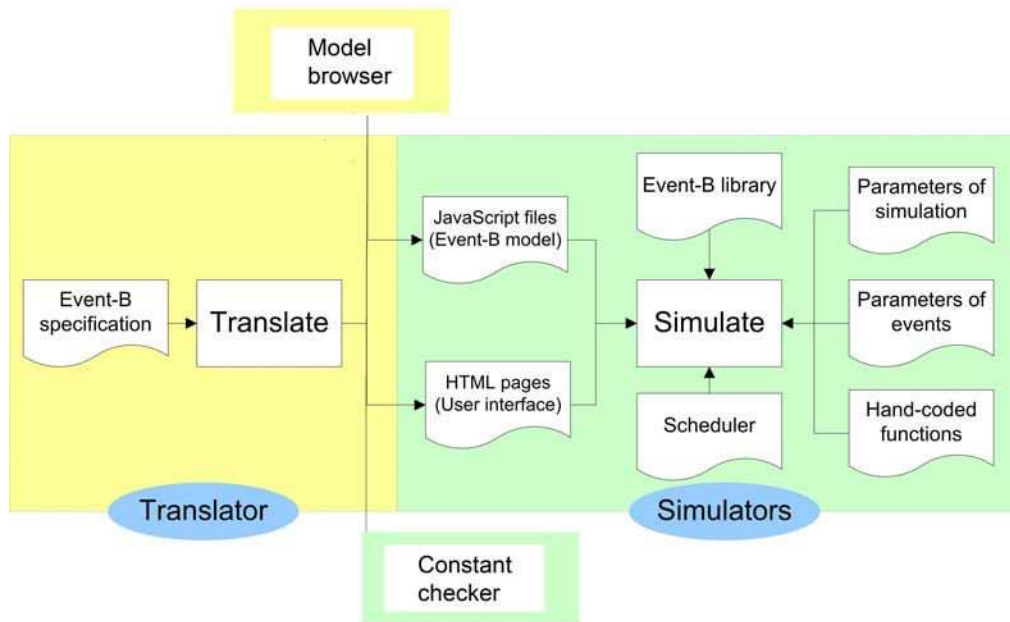 Model
browser
Event-B library
Parameters of
simulation
JavaScript files
(Event-B model)
Event-B
specification
Translate
Simulate
Parameters of
events
HTML pages
(User interface)
Scheduler
Hand-coded
functions
Translator
Simulators
Constant
checker